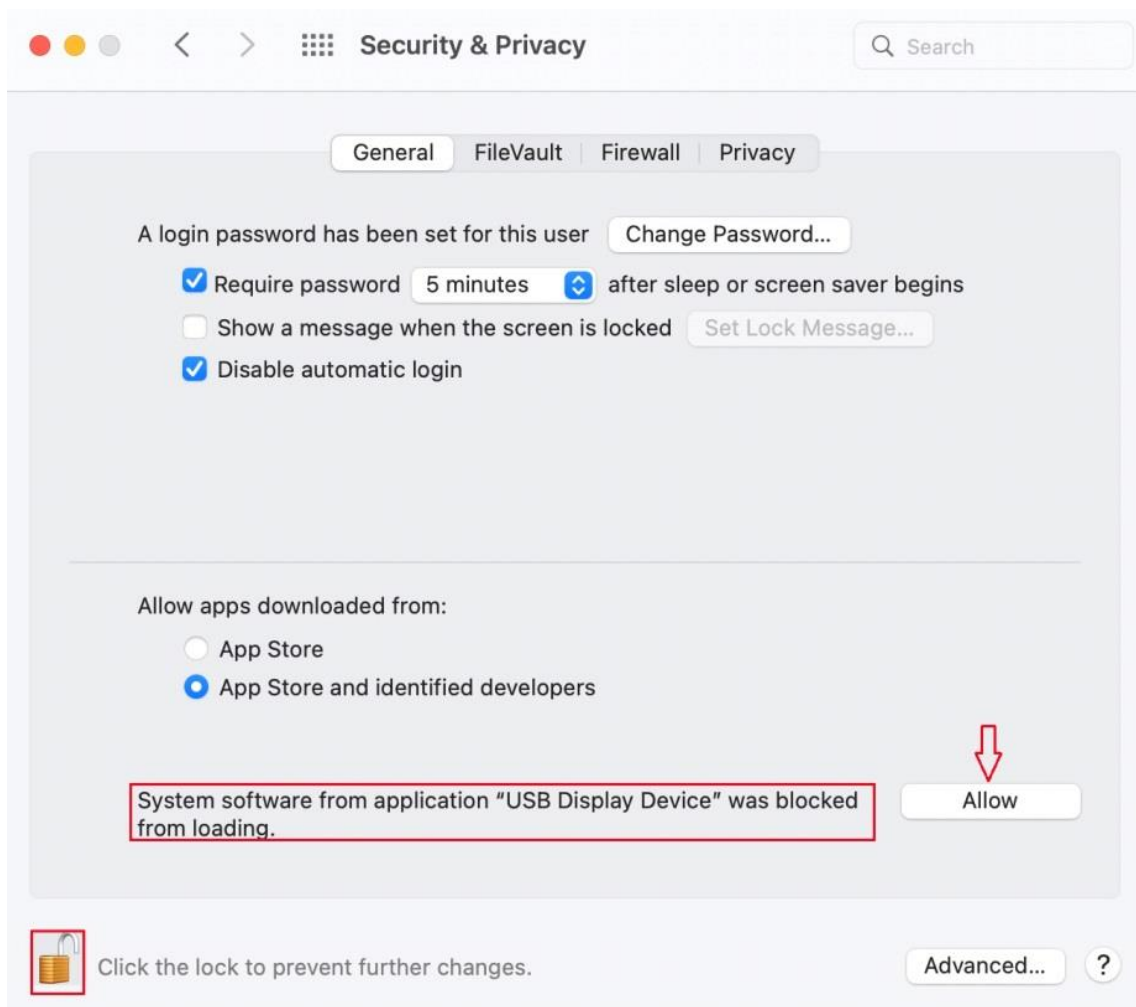 Security & Privacy
Search
General FileVault Firewall Privacy
A login password has been set for this user Change Password...
Require password 5 minutes after sleep or screen saver begins
Show a message when the screen is locked Set Lock Message...
Disable automatic login
Allow apps downloaded from:
App Store
App Store and identified developers
System software from application “USB Display Device” was blocked
from loading.
Allow
Click the lock to prevent further changes.
Advanced... ?